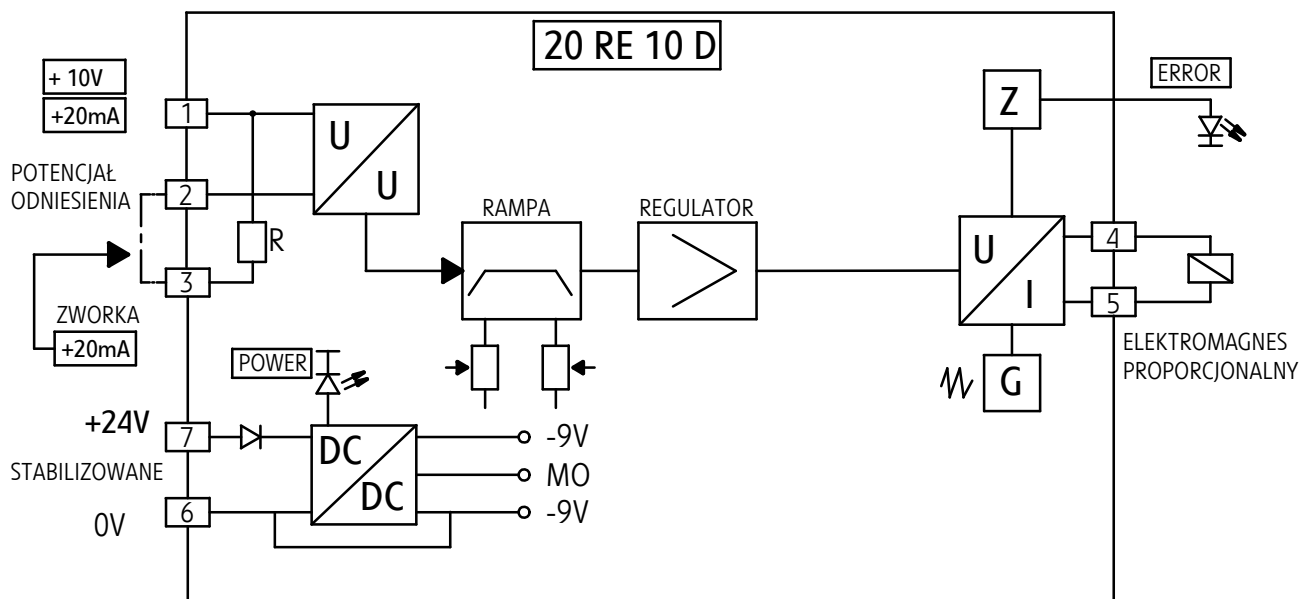 20 RE 10 D
+ 10V
+20mA
1
U
U
Z
ERROR
POTENCJAŁ
ODNIESIENIA
2
R
3
RAMPA
REGULATOR
U
I
4
5
ZWORKA
+20mA
ELEKTROMAGNES
PROPORCJONALNY
POWER
G
+24V
7
STABILIZOWANE
6
0V
DC
DC
-9V
MO
-9V